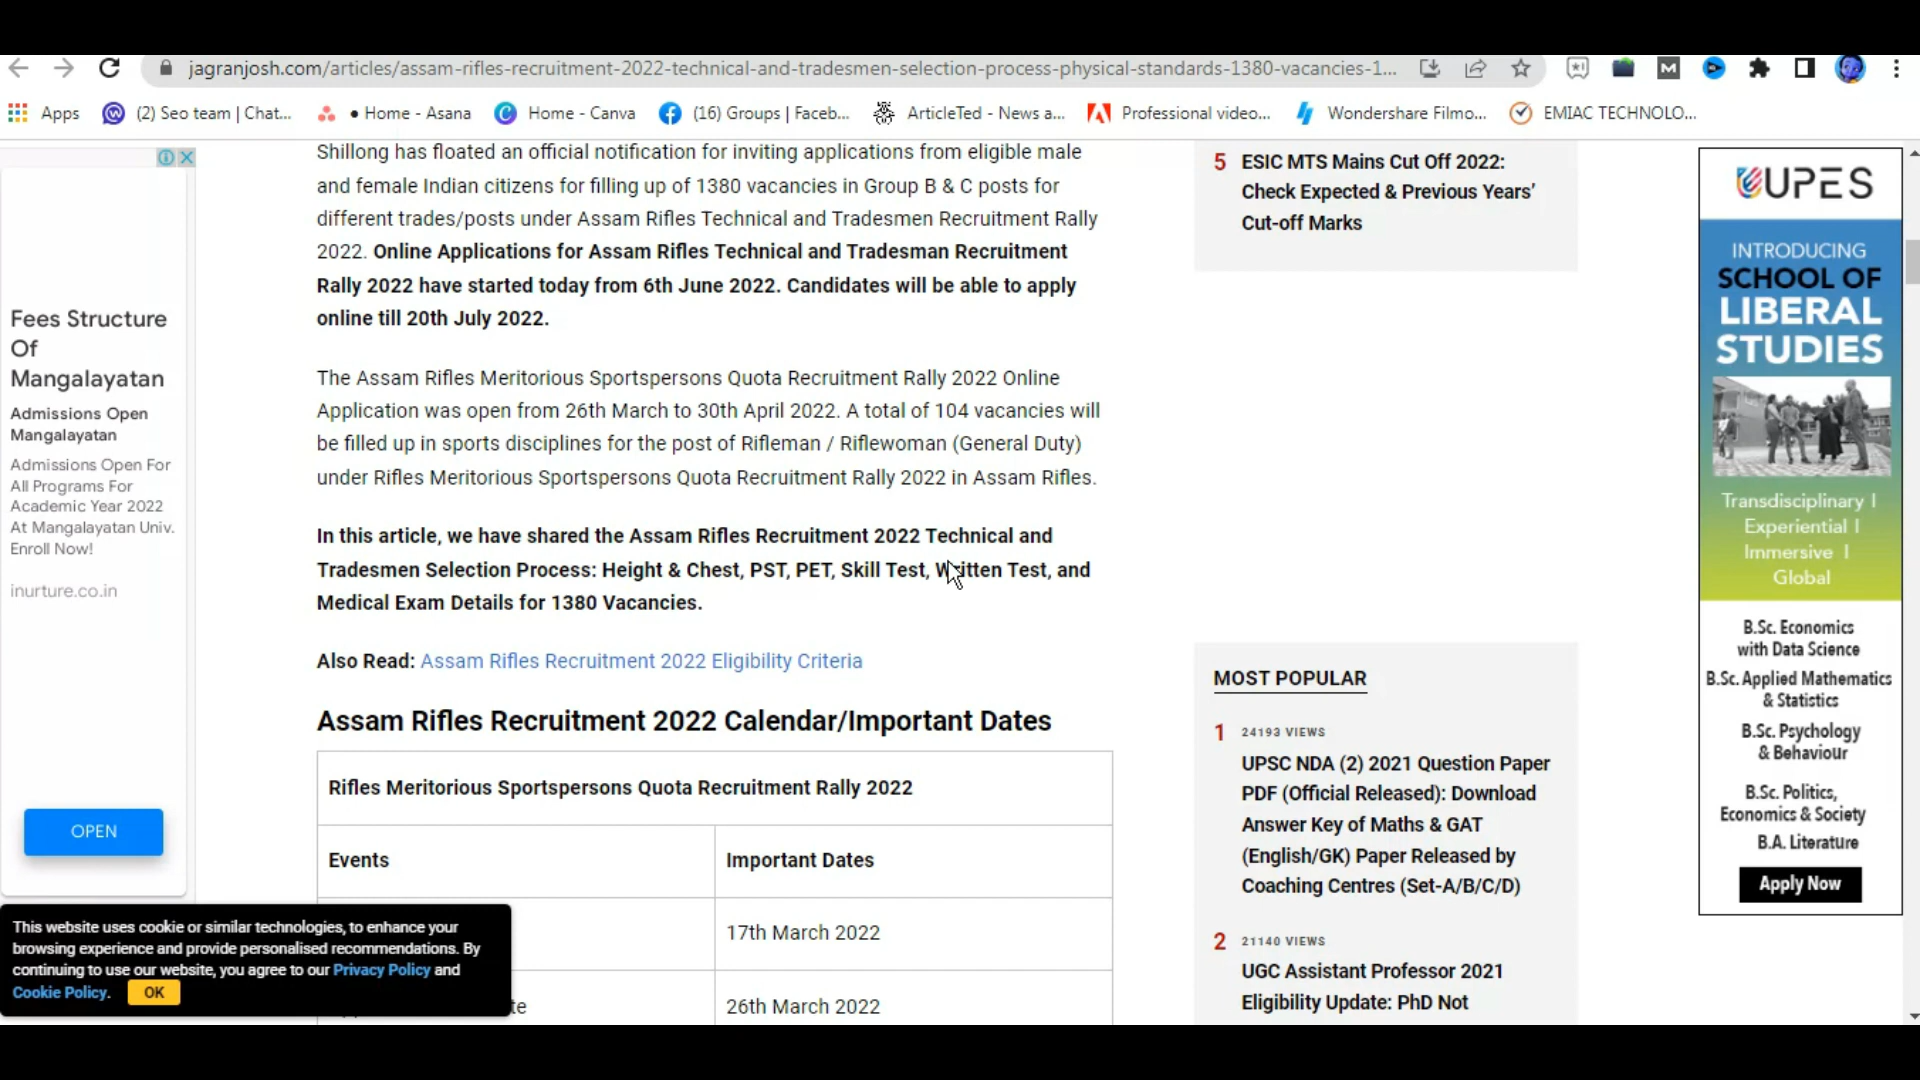 jagranjosh.com/articles/assam-rifles-recruitment-2022-technical-and-tradesmen-selection-process-physical-standards-1380-vacancies-1...
Apps
(2) Seo team | Chat...
• Home - Asana
Home - Canva
(16) Groups | Faceb...
ArticleTed - News a...
Professional video...
Wondershare Filmo...
EMIAC TECHNOLO...
Fees Structure
Of
Mangalayatan
Admissions Open
Mangalayatan
Admissions Open For
All Programs For
Academic Year 2022
At Mangalayatan Univ.
Enroll Now!
inurture.co.in
OPEN
Shillong has floated an official notification for inviting applications from eligible male
and female Indian citizens for filling up of 1380 vacancies in Group B & C posts for
different trades/posts under Assam Rifles Technical and Tradesmen Recruitment Rally
2022. Online Applications for Assam Rifles Technical and Tradesman Recruitment
Rally 2022 have started today from 6th June 2022. Candidates will be able to apply
online till 20th July 2022.
The Assam Rifles Meritorious Sportspersons Quota Recruitment Rally 2022 Online
Application was open from 26th March to 30th April 2022. A total of 104 vacancies will
be filled up in sports disciplines for the post of Rifleman / Riflewoman (General Duty)
under Rifles Meritorious Sportspersons Quota Recruitment Rally 2022 in Assam Rifles.
In this article, we have shared the Assam Rifles Recruitment 2022 Technical and
Tradesmen Selection Process: Height & Chest, PST, PET, Skill Test, Written Test, and
Medical Exam Details for 1380 Vacancies.
Also Read: Assam Rifles Recruitment 2022 Eligibility Criteria
Assam Rifles Recruitment 2022 Calendar/Important Dates
Rifles Meritorious Sportspersons Quota Recruitment Rally 2022
Events
Important Dates
17th March 2022
te
26th March 2022
This website uses cookie or similar technologies, to enhance your
browsing experience and provide personalised recommendations. By
continuing to use our website, you agree to our Privacy Policy and
Cookie Policy.
OK
5 ESIC MTS Mains Cut Off 2022:
Check Expected & Previous Years’
Cut-off Marks
MOST POPULAR
1 24193 VIEWS
UPSC NDA (2) 2021 Question Paper
PDF (Official Released): Download
Answer Key of Maths & GAT
(English/GK) Paper Released by
Coaching Centres (Set-A/B/C/D)
2 21140 VIEWS
UGC Assistant Professor 2021
Eligibility Update: PhD Not
UPES
INTRODUCING
SCHOOL OF
LIBERAL
STUDIES
Transdisciplinary |
Experiential |
Immersive |
Global
B.Sc. Economics
with Data Science
B.Sc. Applied Mathematics
& Statistics
B.Sc. Psychology
& Behaviour
B.Sc. Politics,
Economics & Society
B.A. Literature
Apply Now